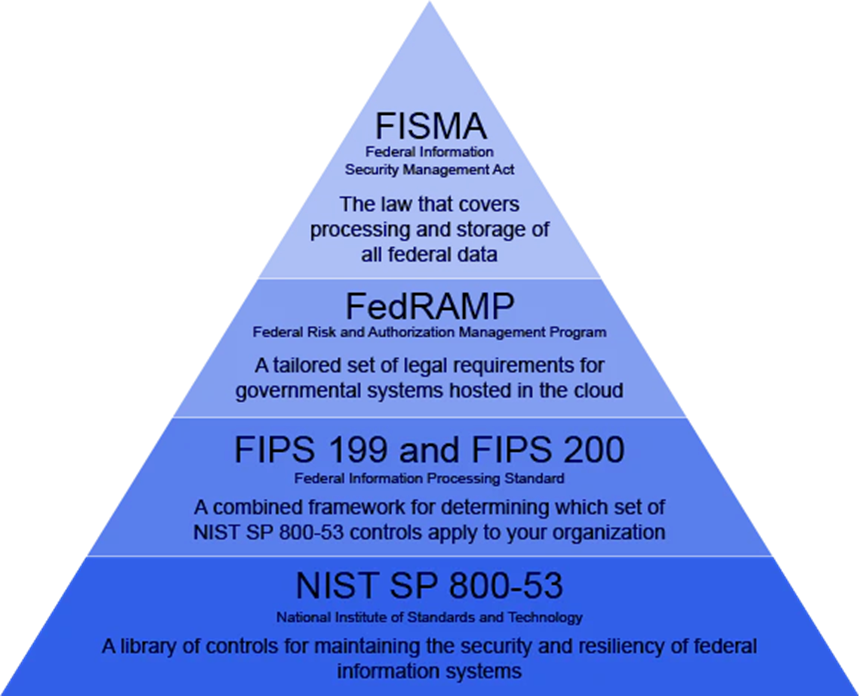 FISMA
Federal Information
Security Management Act
The law that covers
processing and storage of
all federal data
FedRAMP
Federal Risk and Authorization Management Program
A tailored set of legal requirements for
governmental systems hosted in the cloud
FIPS 199 and FIPS 200
Federal Information Processing Standard
A combined framework for determining which set of
NIST SP 800-53 controls apply to your organization
NIST SP 800-53
National Institute of Standards and Technology
A library of controls for maintaining the security and resiliency of federal
information systems